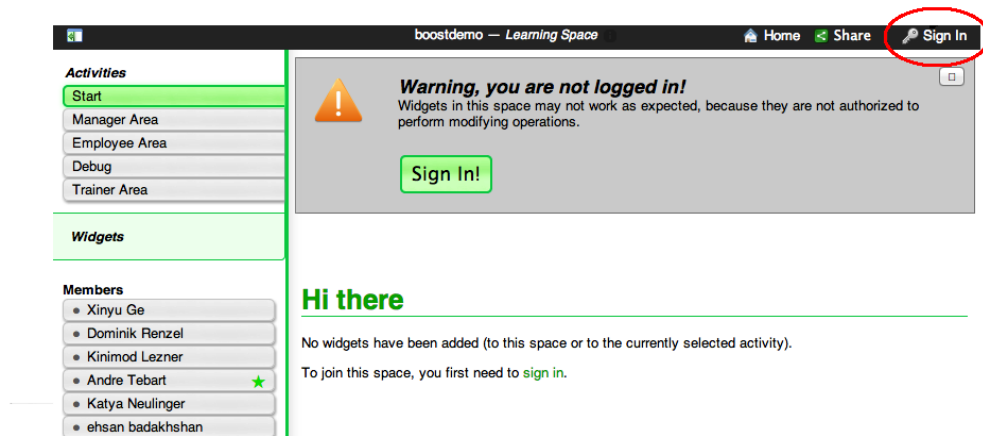 boostdemo — Learning Space
Home
Share
Sign In
Activities
Start
Manager Area
Employee Area
Debug
Trainer Area
Widgets
Members
Xinyu Ge
Dominik Renzel
Kinimod Lezner
Andre Tebart
Katya Neulinger
ehsan badakhshan
Warning, you are not logged in!
Widgets in this space may not work as expected, because they are not authorized to
perform modifying operations.
Sign In!
Hi there
No widgets have been added (to this space or to the currently selected activity).
To join this space, you first need to sign in.